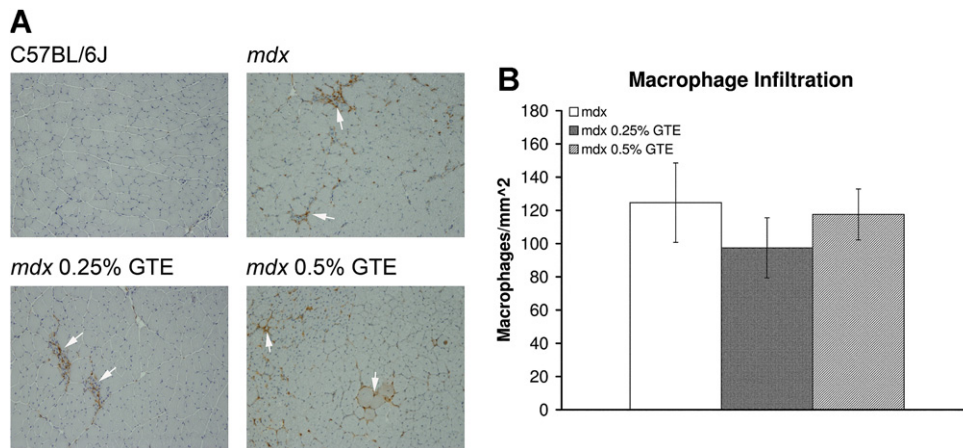 A
C57BL/6J
mdx
mdx 0.25% GTE
mdx 0.5% GTE
B
Macrophage Infiltration
Macrophages/mm^2
180
160
140
120
100
80
60
40
20
0
mdx
mdx 0.25% GTE
mdx 0.5% GTE